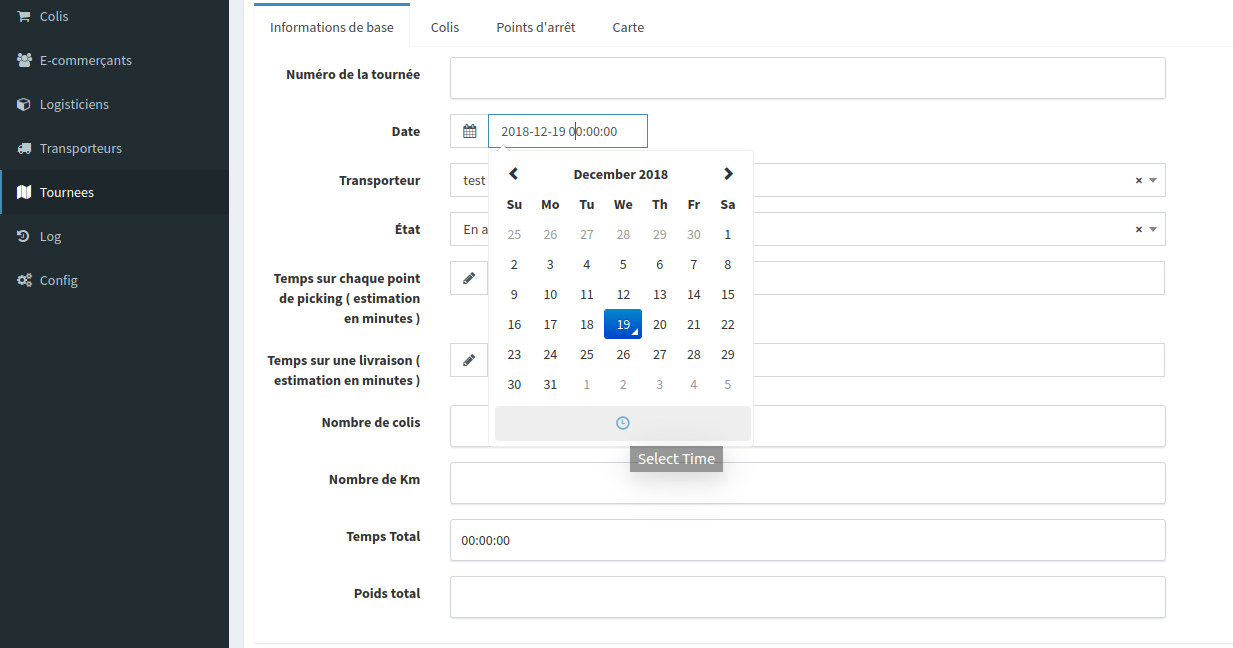 Colis
E-commerçants
Logisticiens
Transporteurs
Tournees
Log
Config
Informations de base Colis Points d'arrêt Carte
Numéro de la tournée
Date 2018-12-19 00:00:00
Transporteur test × 
État En a ×
Temps sur chaque point
de picking ( estimation
en minutes )
Temps sur une livraison (
estimation en minutes )
Nombre de colis
Nombre de Km
Temps Total 00:00:00
Poids total
December 2018
Su Mo Tu We Th Fr Sa
25 26 27 28 29 30 1
2 3 4 5 6 7 8
9 10 11 12 13 14 15
16 17 18 19 20 21 22
23 24 25 26 27 28 29
30 31 1 2 3 4 5
Select Time